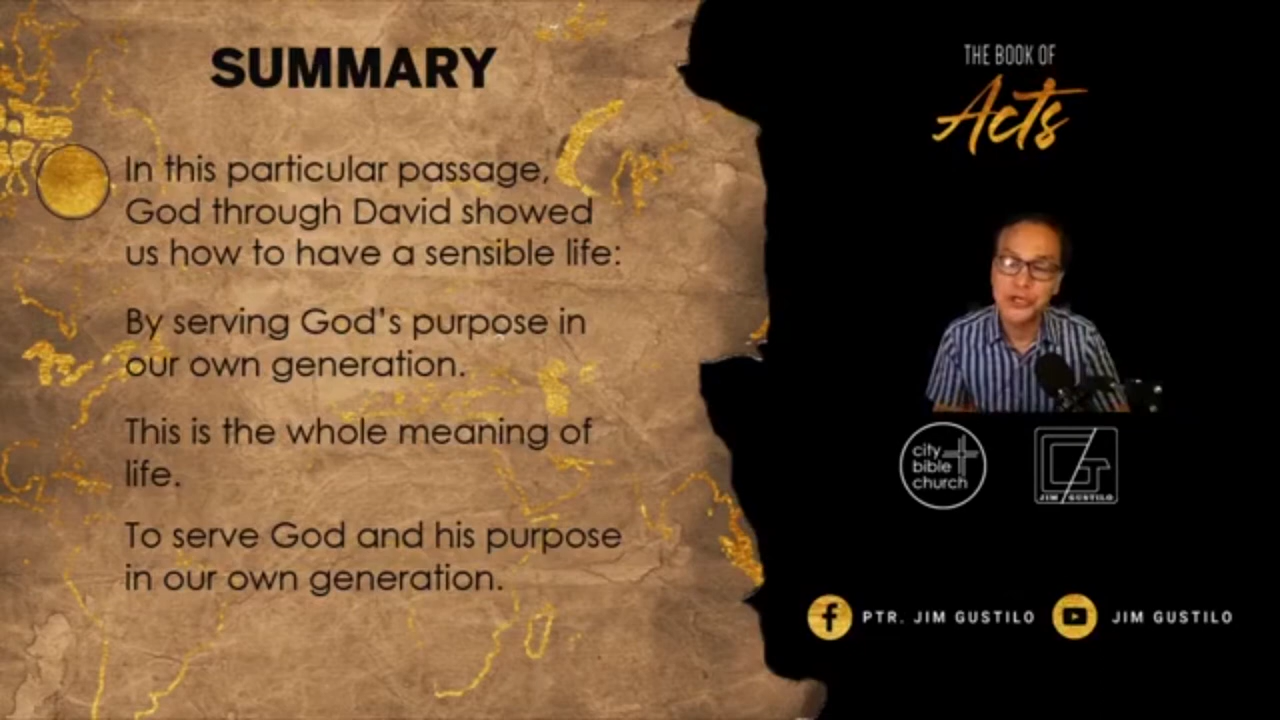 SUMMARY
In this particular passage,
God through David showed
us how to have a sensible life:
By serving God's purpose in
our own generation.
This is the whole meaning of
life.
To serve God and his purpose
in our own generation.
THE BOOK OF
Acts
city
bible
church
JIM GUSTILO
PTR. JIM GUSTILO
JIM GUSTILO